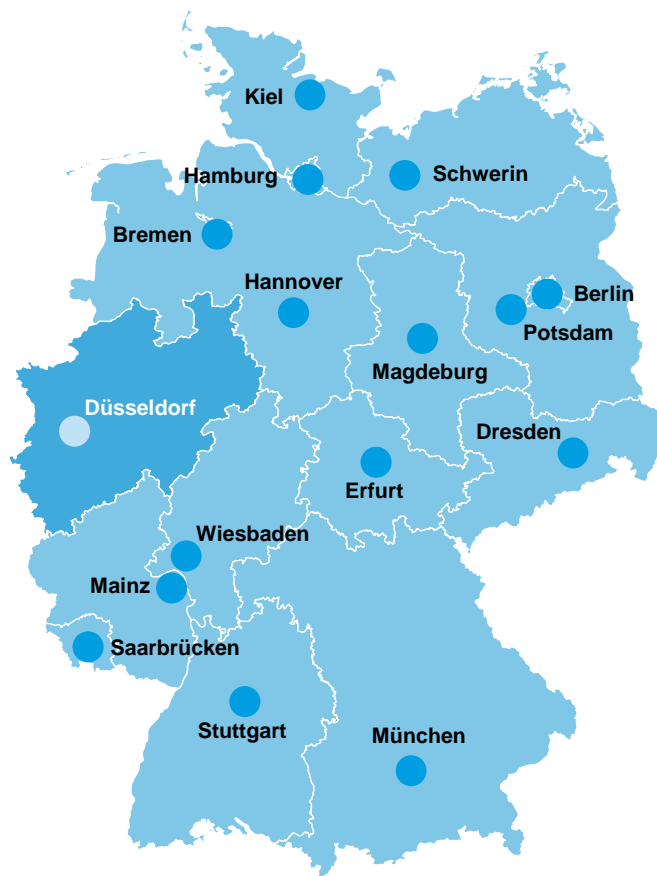 Kiel
Hamburg
Schwerin
Bremen
Hannover
Berlin
Potsdam
Magdeburg
Düsseldorf
Dresden
Erfurt
Wiesbaden
Mainz
Saarbrücken
Stuttgart
München